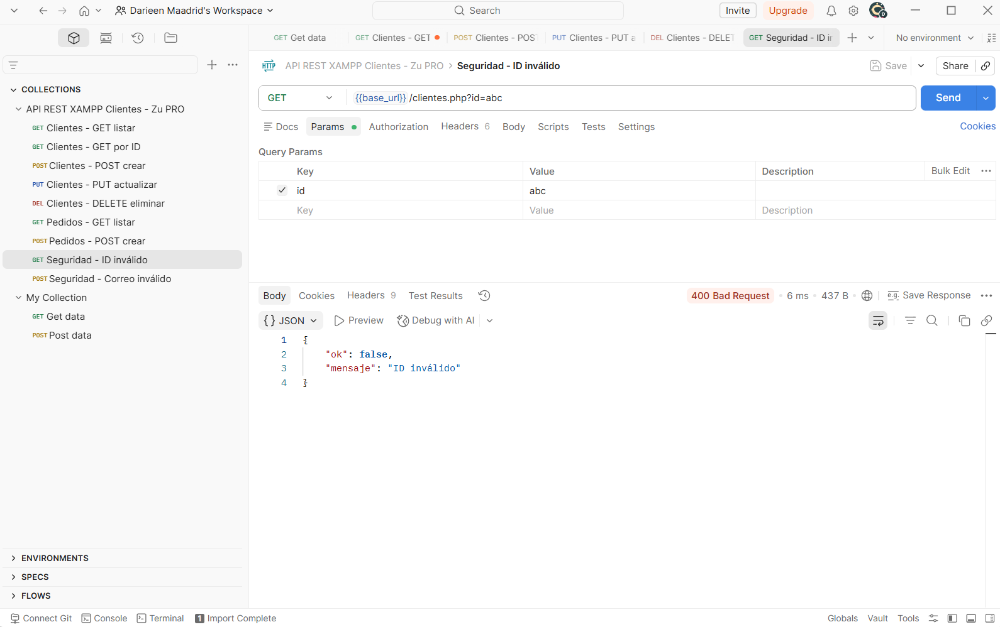 Darieen Maadrid's Workspace
Search
Invite
Upgrade
GET Get data
GET Clientes - GET
POST Clientes - POS
PUT Clientes - PUT a
DEL Clientes - DELE
GET Seguridad - ID in
No environment
HTTP API REST XAMPP Clientes - Zu PRO > Seguridad - ID inválido
Save
Share
COLLECTIONS
API REST XAMPP Clientes - Zu PRO
GET Clientes - GET listar
GET Clientes - GET por ID
POST Clientes - POST crear
PUT Clientes - PUT actualizar
DEL Clientes - DELETE eliminar
GET Pedidos - GET listar
POST Pedidos - POST crear
GET Seguridad - ID inválido
POST Seguridad - Correo inválido
My Collection
GET Get data
POST Post data
ENVIRONMENTS
SPECS
FLOWS
GET {{base_url}}/clientes.php?id=abc
Send
Docs Params Authorization Headers 6 Body Scripts Tests Settings
Cookies
Query Params
Key Value Description Bulk Edit
id abc
Key Value Description
Body Cookies Headers 9 Test Results
400 Bad Request • 6 ms • 437 B
e.g. Save Response
{ } JSON Preview Debug with AI
1 {
2 "ok": false,
3 "mensaje": "ID inválido"
4 }
Connect Git Console Terminal 1 Import Complete
Globals Vault Tools